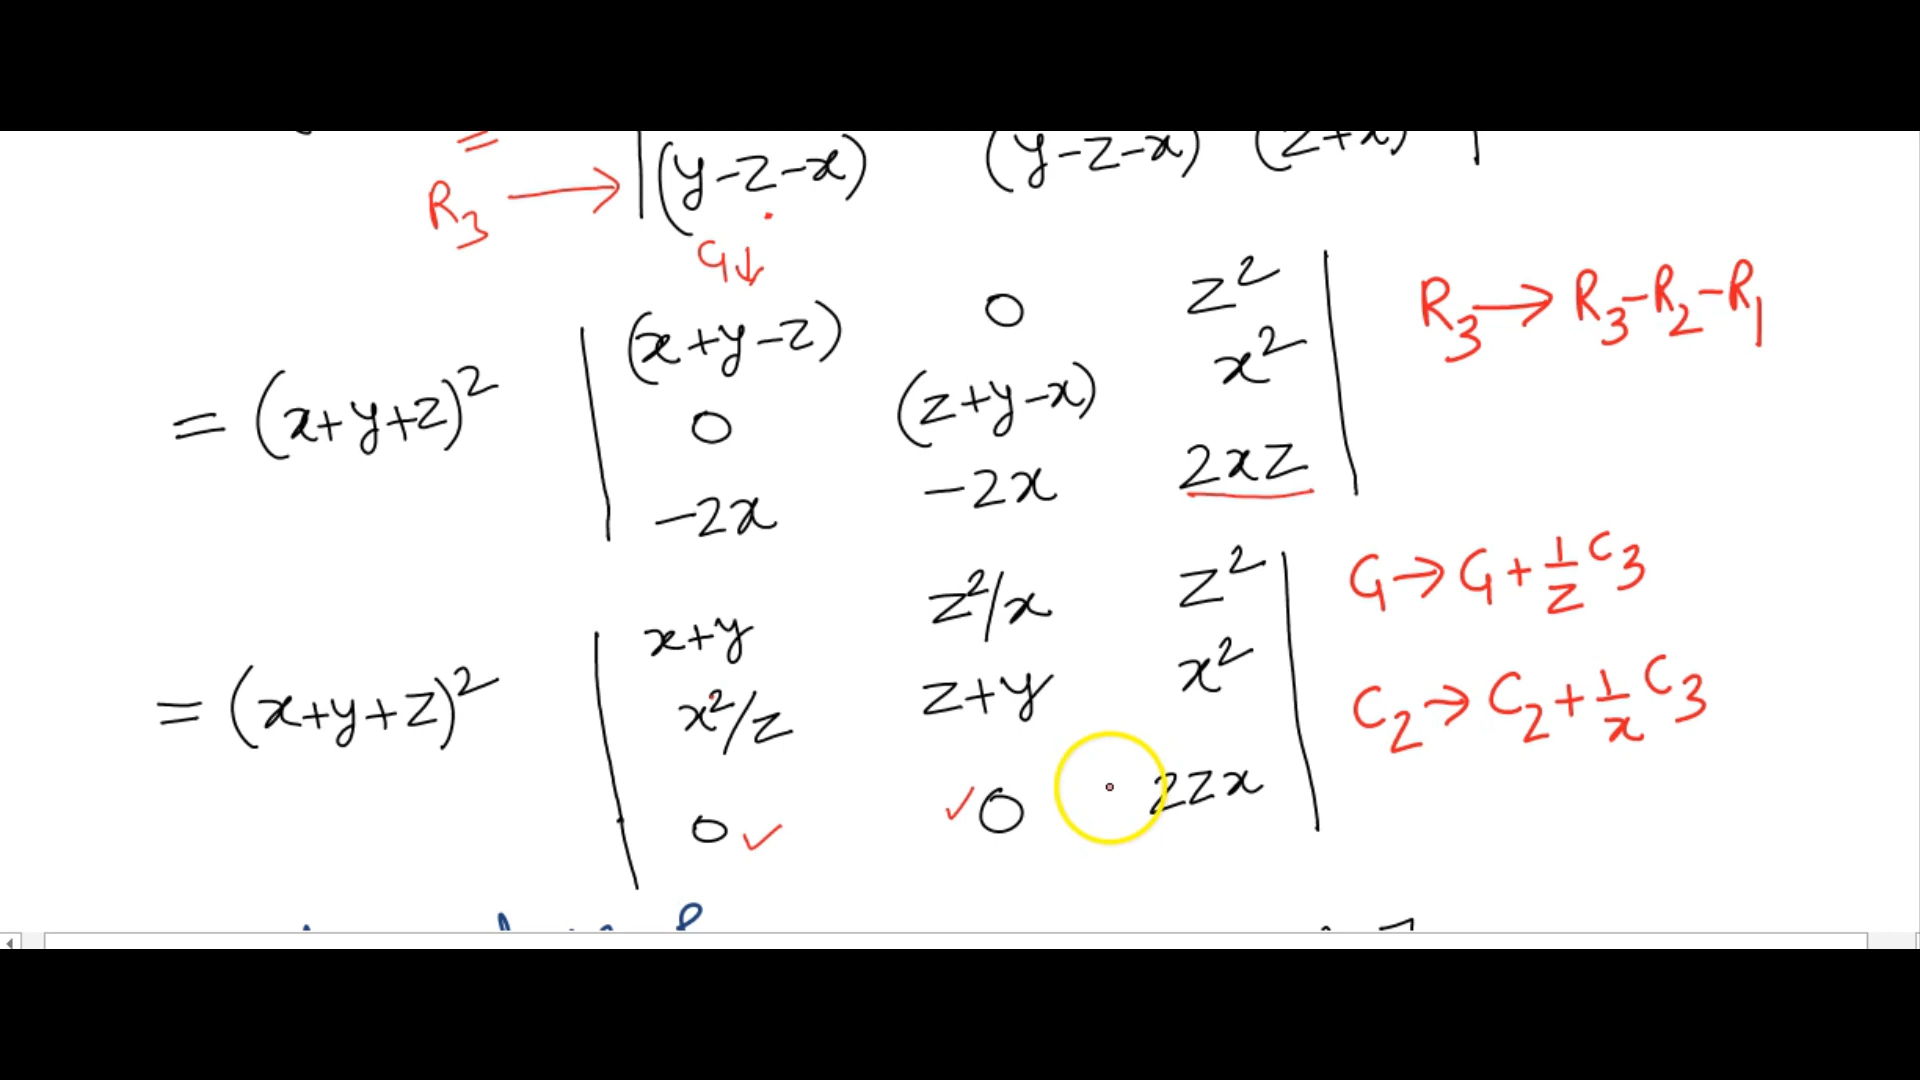 R₃ → | (y-z-x) (y-z-x) (z+x) |
C₁↓
= (x+y+z)² | (x+y-z) 0 z² | R₃ → R₃-R₂-R₁
0 (z+y-x) x²
-2x -2x 2xz
= (x+y+z)² | x+y z²/x z² | C₁ → C₁ + 1/z C₃
x²/z z+y x² C₂ → C₂ + 1/x C₃
0 ✓ ✓ 0 2zx